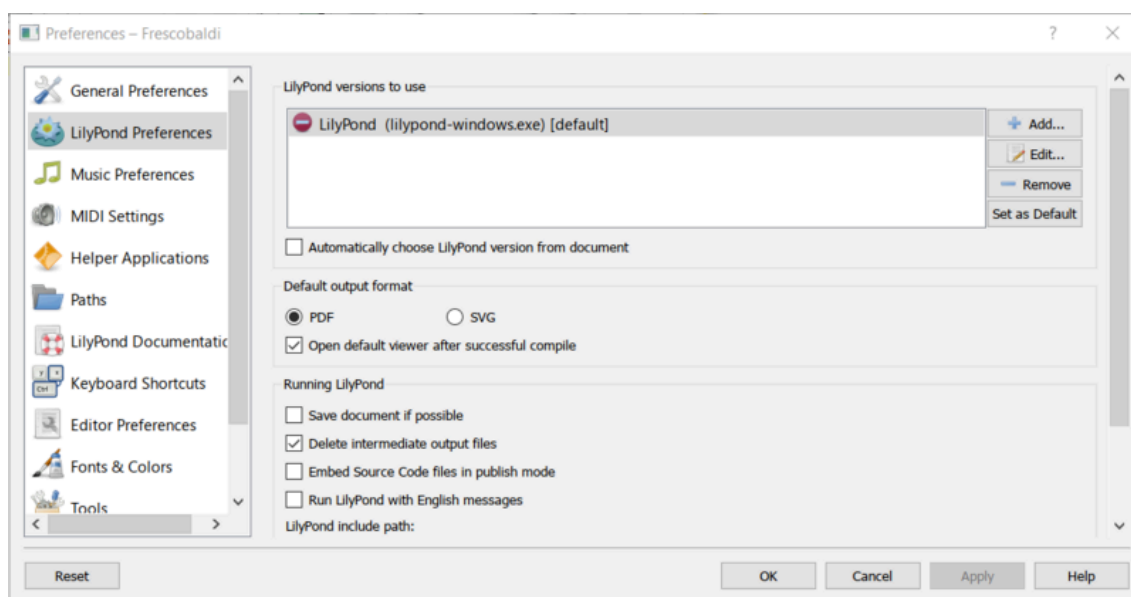 Preferences – Frescobaldi
?
General Preferences
LilyPond Preferences
Music Preferences
MIDI Settings
Helper Applications
Paths
LilyPond Documentatic
Keyboard Shortcuts
Editor Preferences
Fonts & Colors
Tools
LilyPond versions to use
LilyPond (lilypond-windows.exe) [default]
Add...
Edit...
Remove
Set as Default
Automatically choose LilyPond version from document
Default output format
PDF SVG
Open default viewer after successful compile
Running LilyPond
Save document if possible
Delete intermediate output files
Embed Source Code files in publish mode
Run LilyPond with English messages
LilyPond include path:
Reset OK Cancel Apply Help